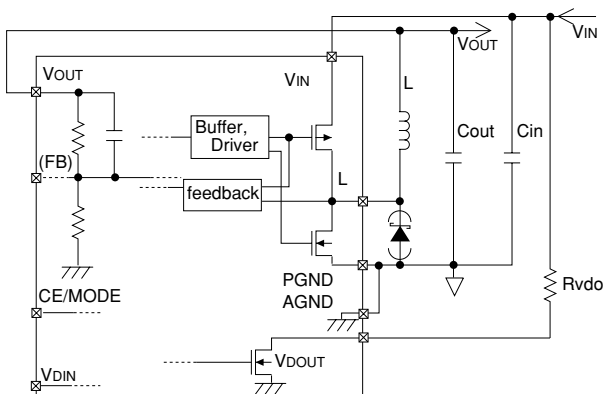 VIN
VOUT
VOUT
VIN
L
Buffer,
Driver
Cout
Cin
(FB)
feedback
L
PGND
AGND
Rvdo
CE/MODE
VDOUT
VDIN